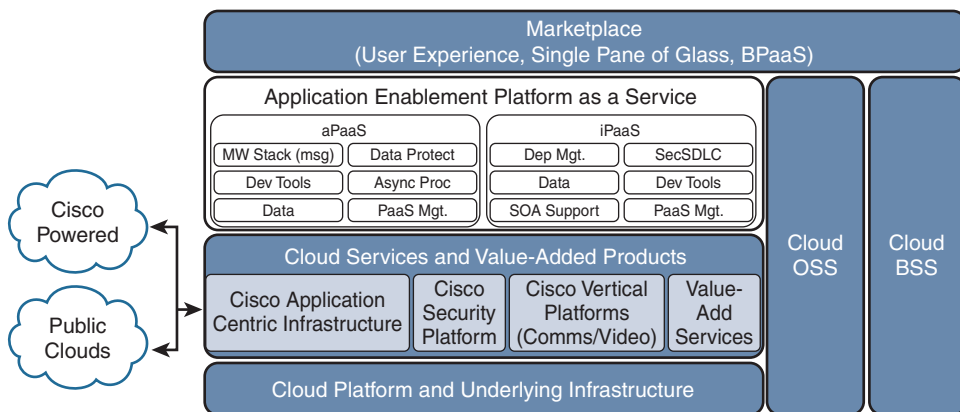 Marketplace
(User Experience, Single Pane of Glass, BPaaS)
Application Enablement Platform as a Service
aPaaS
MW Stack (msg)
Data Protect
Dev Tools
Async Proc
Data
PaaS Mgt.
iPaaS
Dep Mgt.
SecSDLC
Data
Dev Tools
SOA Support
PaaS Mgt.
Cisco
Powered
Public
Clouds
Cloud Services and Value-Added Products
Cisco Application
Centric Infrastructure
Cisco
Security
Platform
Cisco Vertical
Platforms
(Comms/Video)
Value-
Add
Services
Cloud Platform and Underlying Infrastructure
Cloud
OSS
Cloud
BSS